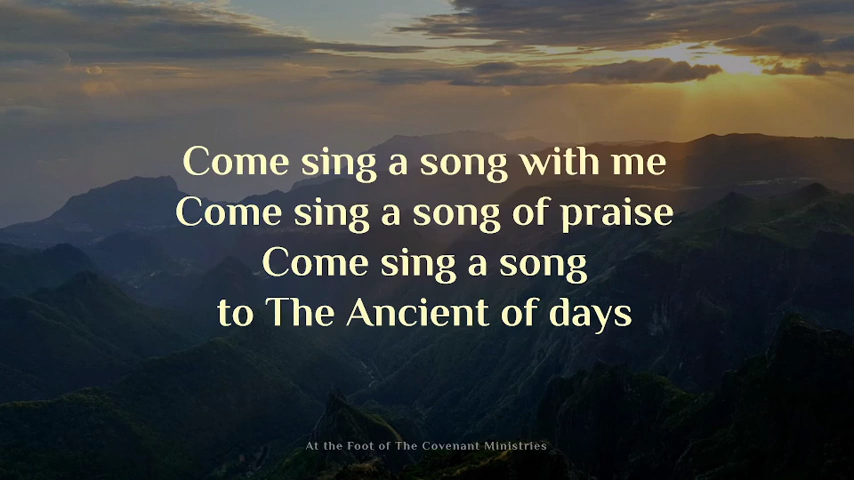 Come sing a song with me
Come sing a song of praise
Come sing a song
to The Ancient of days
At the Foot of The Covenant Ministries